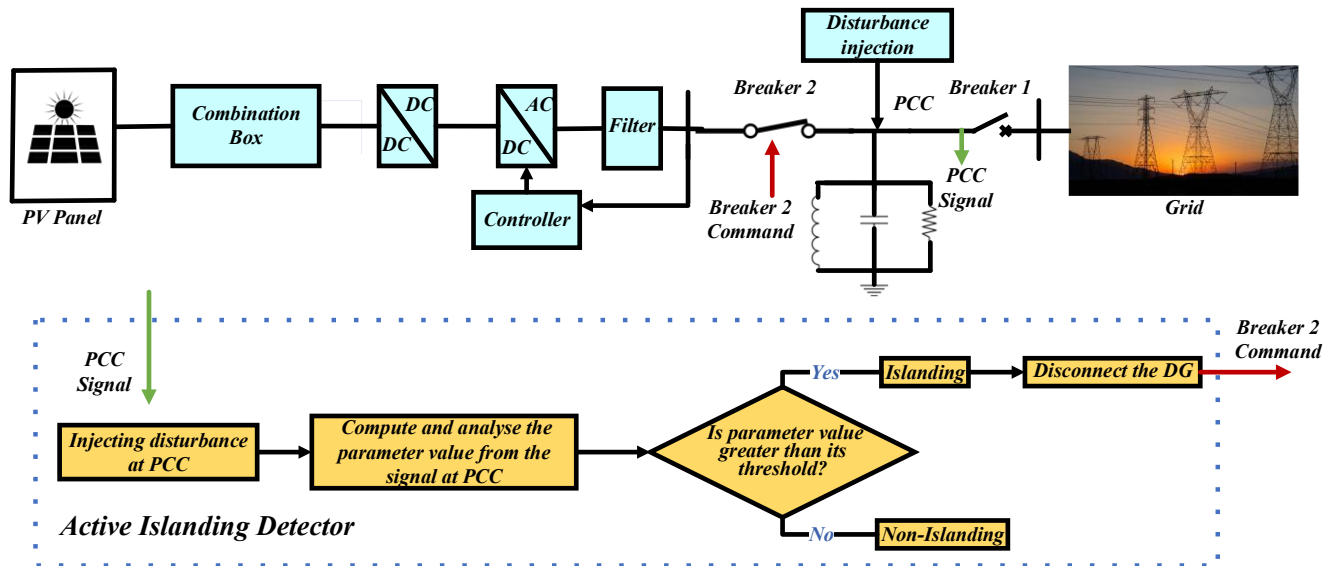 Disturbance
injection
Breaker 2
PCC
Breaker 1
Combination
Box
DC
DC
AC
DC
Filter
PV Panel
Controller
Breaker 2
Command
PCC
Signal
Grid
PCC
Signal
Breaker 2
Command
Yes
Islanding
Disconnect the DG
Injecting disturbance
at PCC
Compute and analyse the
parameter value from the
signal at PCC
Is parameter value
greater than its
threshold?
No
Non-Islanding
Active Islanding Detector